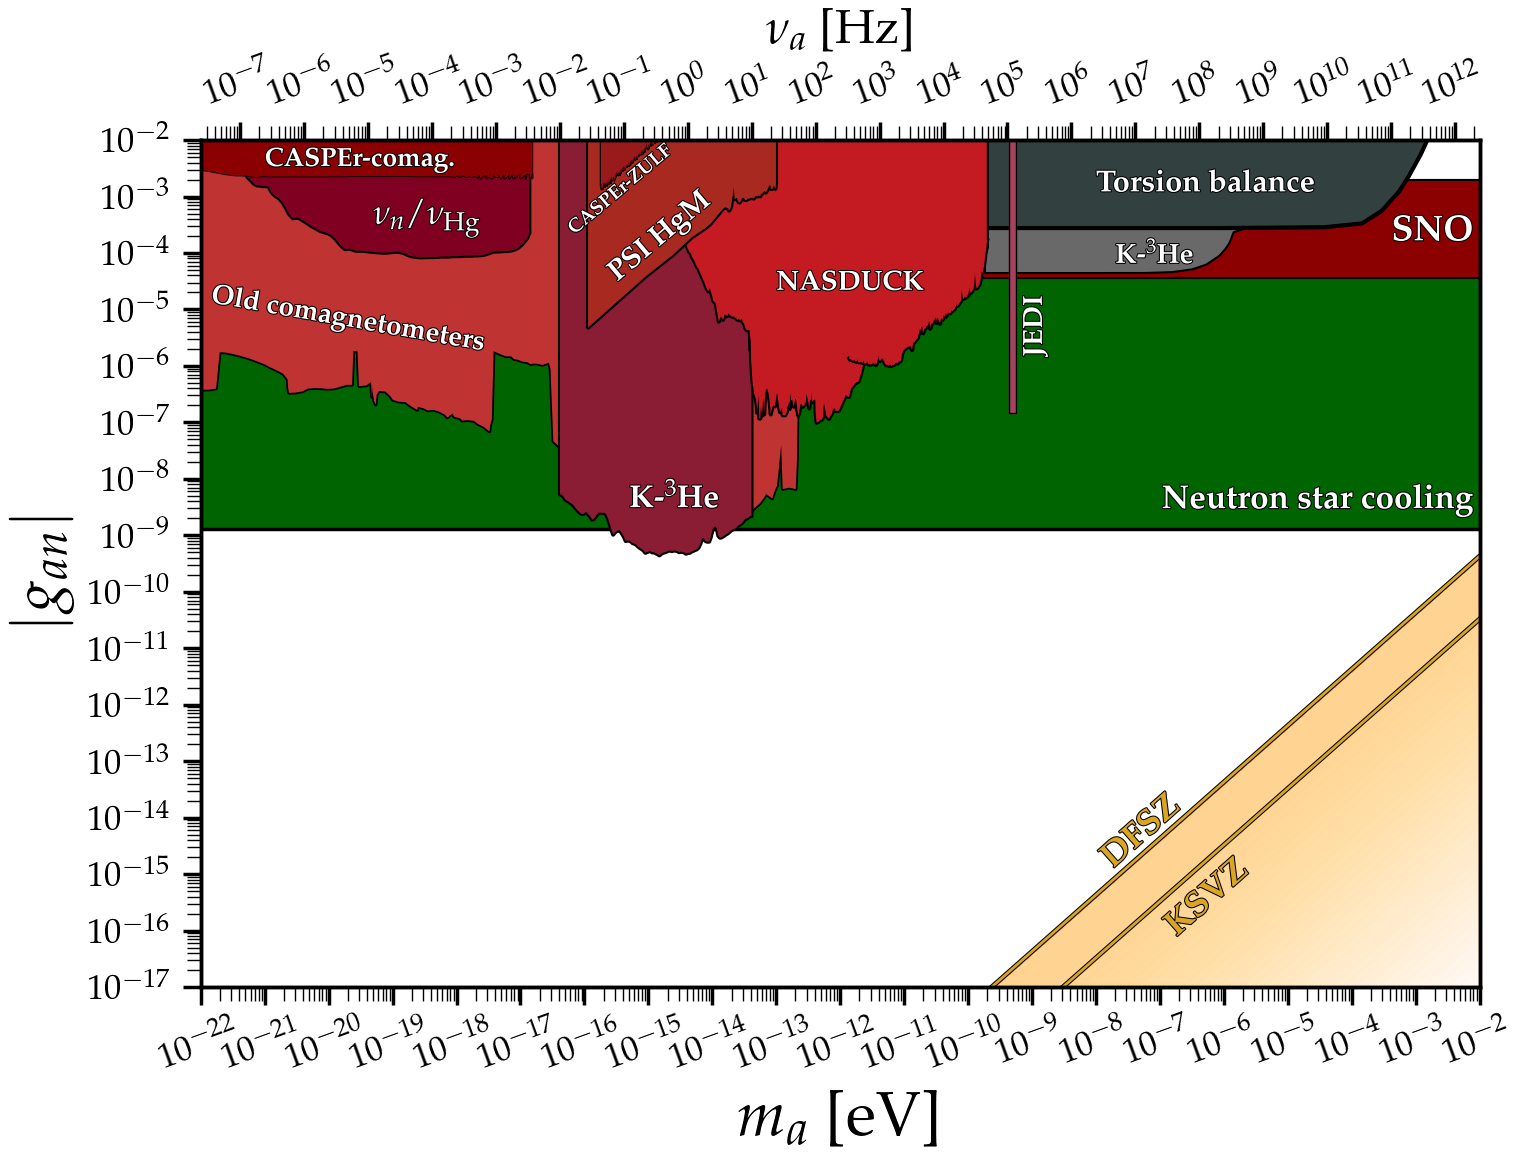 ν_a [Hz]
10^−7 10^−6 10^−5 10^−4 10^−3 10^−2 10^−1 10^0 10^1 10^2 10^3 10^4 10^5 10^6 10^7 10^8 10^9 10^10 10^11 10^12
10^−2
10^−3
10^−4
10^−5
10^−6
10^−7
10^−8
10^−9
10^−10
10^−11
10^−12
10^−13
10^−14
10^−15
10^−16
10^−17
|g_an|
CASPEr-comag.
ν_n/ν_Hg
Old comagnetometers
CASPEr-ZULF
PSI HgM
NASDUCK
K-^3He
Torsion balance
SNO
K-^3He
JEDI
Neutron star cooling
DFSZ
KSVZ
10^−22 10^−21 10^−20 10^−19 10^−18 10^−17 10^−16 10^−15 10^−14 10^−13 10^−12 10^−11 10^−10 10^−9 10^−8 10^−7 10^−6 10^−5 10^−4 10^−3 10^−2
m_a [eV]